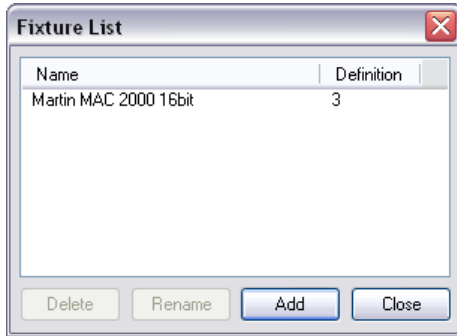 Fixture List
Name Definition
Martin MAC 2000 16bit 3
Delete Rename Add Close